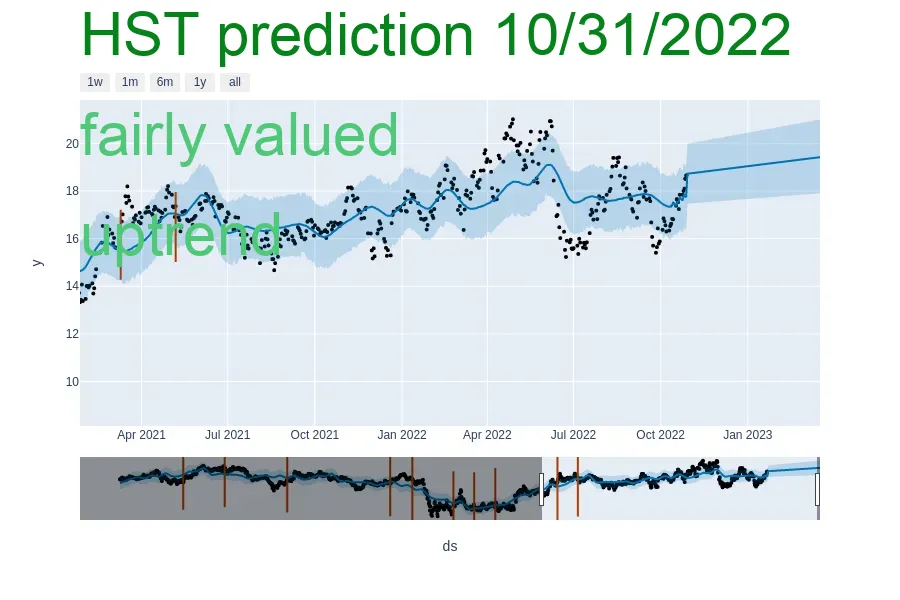 HST prediction 10/31/2022
1w 1m 6m 1y all
fairly valued
uptrend
20
18
16
14
12
10
y
Apr 2021 Jul 2021 Oct 2021 Jan 2022 Apr 2022 Jul 2022 Oct 2022 Jan 2023
ds